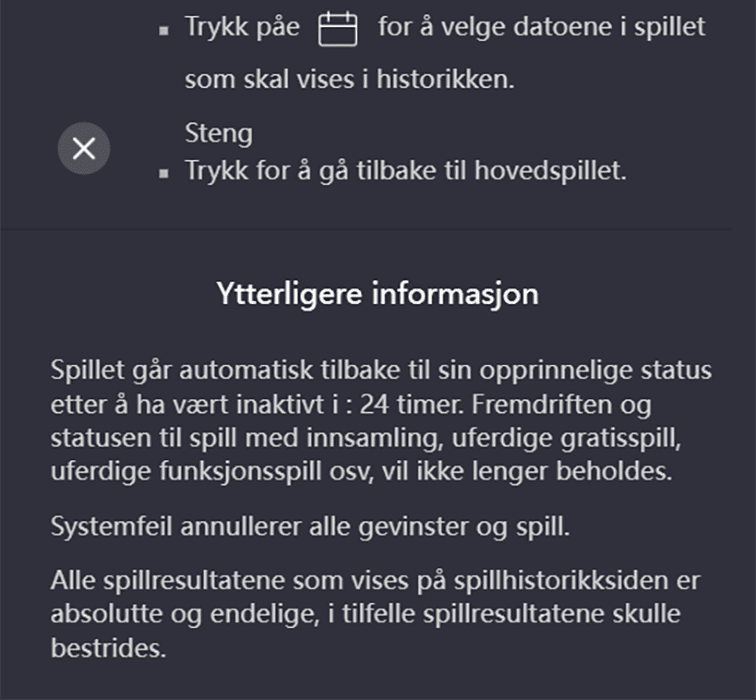 Trykk påe for å velge datoene i spillet
som skal vises i historikken.
Steng
Trykk for å gå tilbake til hovedspillet.
Ytterligere informasjon
Spillet går automatisk tilbake til sin opprinnelige status
etter å ha vært inaktivt i : 24 timer. Fremdriften og
statusen til spill med innsamling, uferdige gratisspill,
uferdige funksjonsspill osv, vil ikke lenger beholdes.
Systemfeil annullerer alle gevinster og spill.
Alle spillresultatene som vises på spillhistorikksiden er
absolutte og endelige, i tilfelle spillresultatene skulle
bestrides.